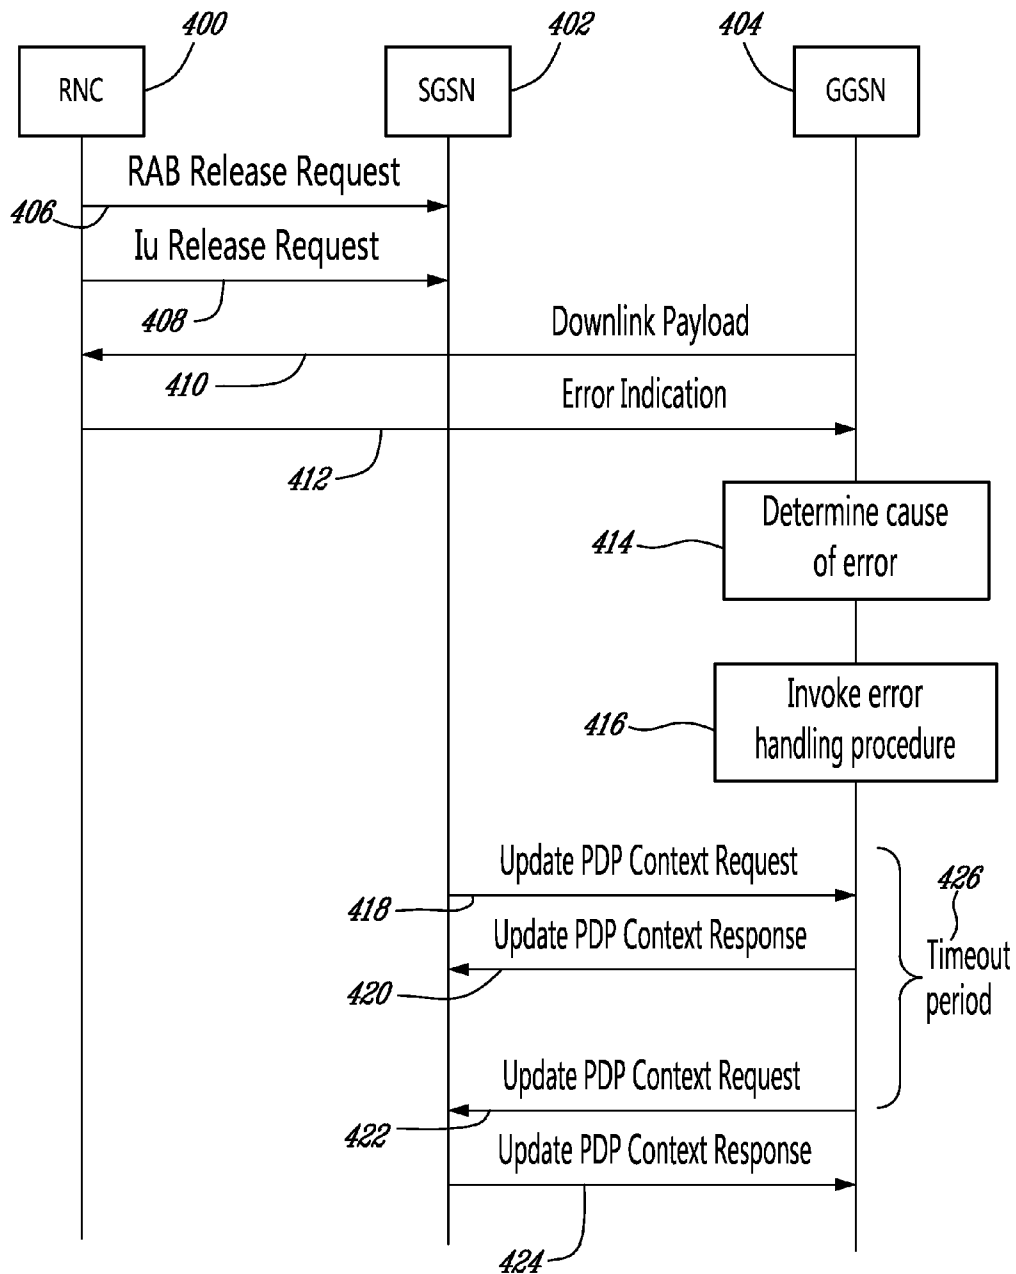 400
402
404
RNC
SGSN
GGSN
RAB Release Request
406
Iu Release Request
408
Downlink Payload
410
Error Indication
412
Determine cause
of error
414
Invoke error
handling procedure
416
Update PDP Context Request
418
426
Update PDP Context Response
Timeout
period
420
Update PDP Context Request
422
Update PDP Context Response
424